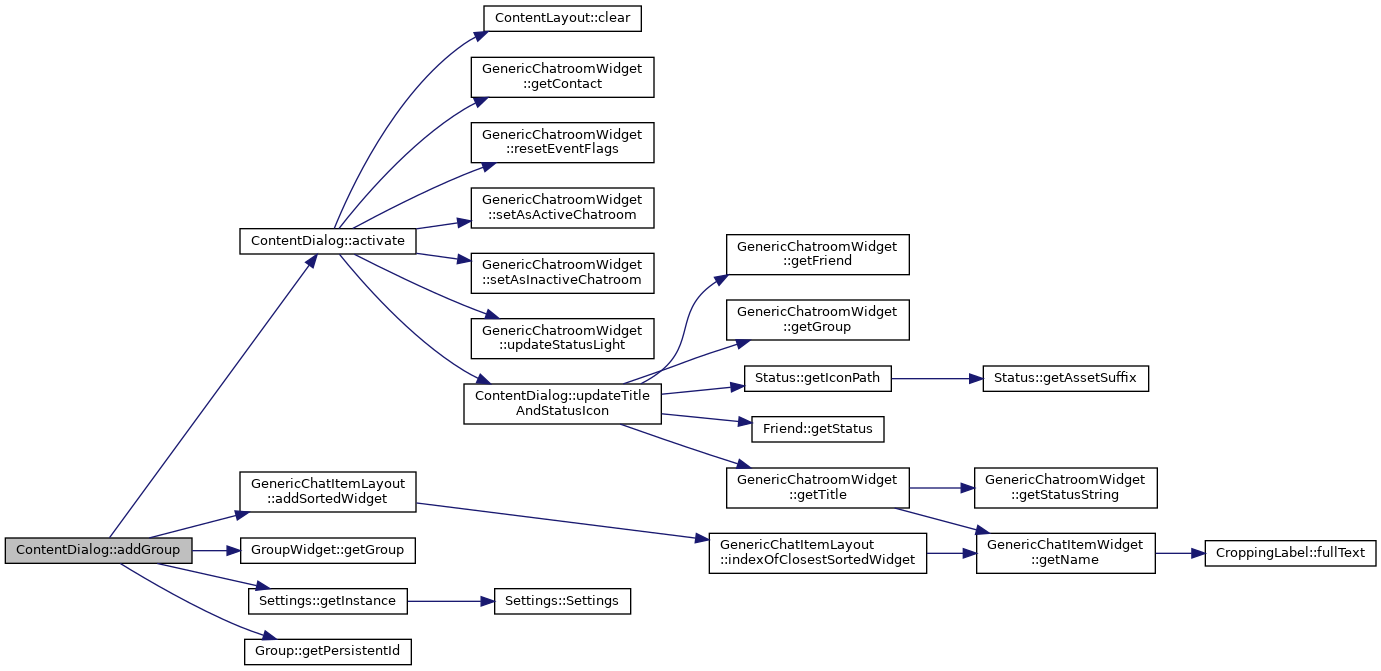 ContentLayout::clear
GenericChatroomWidget
::getContact
GenericChatroomWidget
::resetEventFlags
GenericChatroomWidget
::setAsActiveChatroom
ContentDialog::activate
GenericChatroomWidget
::setAsInactiveChatroom
GenericChatroomWidget
::updateStatusLight
ContentDialog::updateTitle
AndStatusIcon
GenericChatroomWidget
::getFriend
GenericChatroomWidget
::getGroup
Status::getIconPath
Status::getAssetSuffix
Friend::getStatus
GenericChatroomWidget
::getTitle
GenericChatroomWidget
::getStatusString
GenericChatItemLayout
::addSortedWidget
ContentDialog::addGroup
GroupWidget::getGroup
GenericChatItemLayout
::indexOfClosestSortedWidget
GenericChatItemWidget
::getName
CroppingLabel::fullText
Settings::getInstance
Settings::Settings
Group::getPersistentId